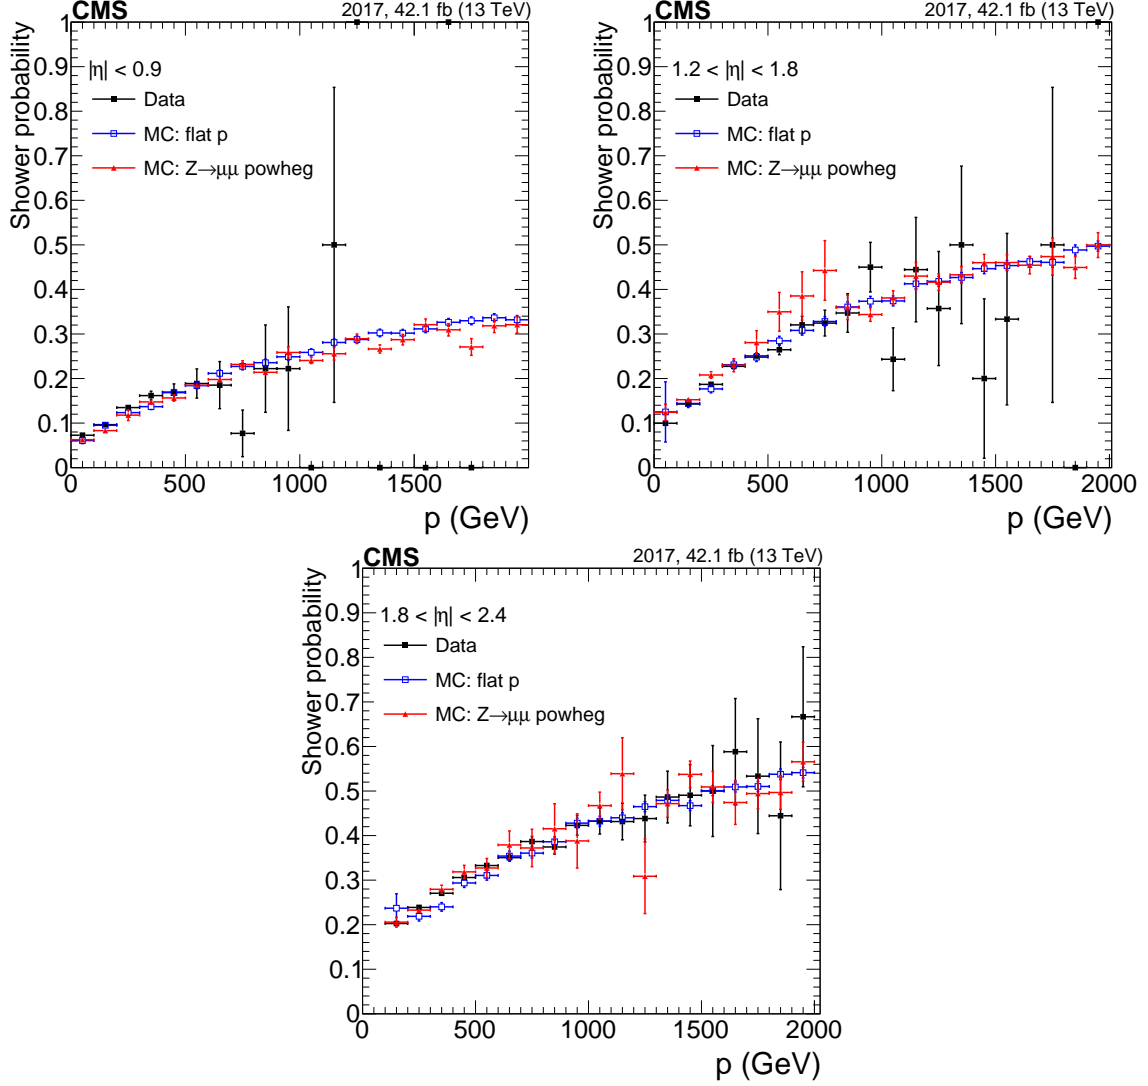 CMS 2017, 42.1 fb (13 TeV)
Shower probability
|η| < 0.9
Data
MC: flat p
MC: Z→μμ powheg
1
0.9
0.8
0.7
0.6
0.5
0.4
0.3
0.2
0.1
0
0 500 1000 1500
p (GeV)
CMS 2017, 42.1 fb (13 TeV)
Shower probability
1.2 < |η| < 1.8
Data
MC: flat p
MC: Z→μμ powheg
1
0.9
0.8
0.7
0.6
0.5
0.4
0.3
0.2
0.1
0
0 500 1000 1500 2000
p (GeV)
CMS 2017, 42.1 fb (13 TeV)
Shower probability
1.8 < |η| < 2.4
Data
MC: flat p
MC: Z→μμ powheg
1
0.9
0.8
0.7
0.6
0.5
0.4
0.3
0.2
0.1
0
0 500 1000 1500 2000
p (GeV)